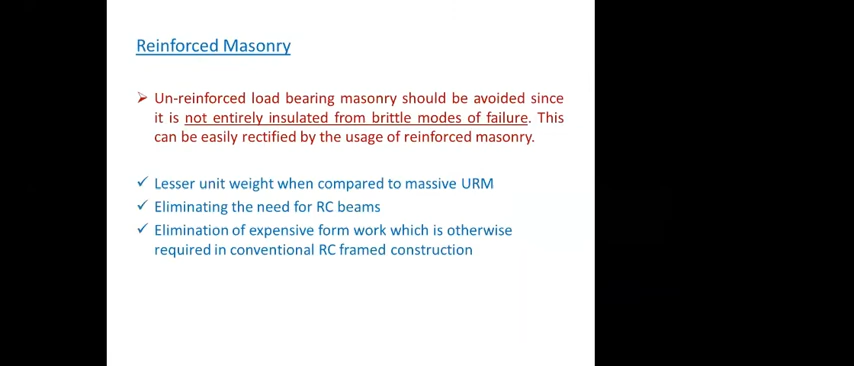 Reinforced Masonry
Un-reinforced load bearing masonry should be avoided since
it is not entirely insulated from brittle modes of failure. This
can be easily rectified by the usage of reinforced masonry.
Lesser unit weight when compared to massive URM
Eliminating the need for RC beams
Elimination of expensive form work which is otherwise
required in conventional RC framed construction